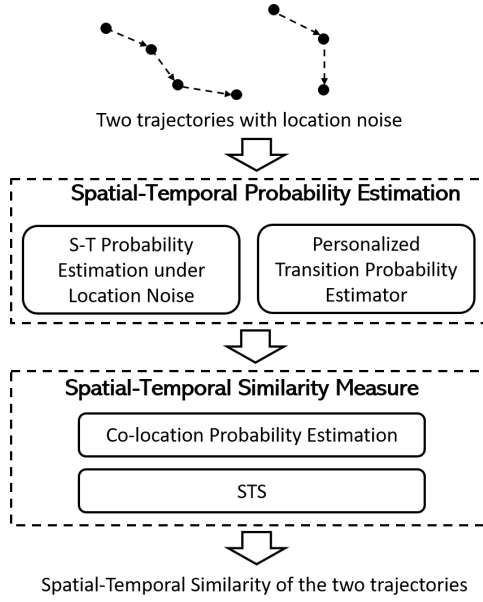 Two trajectories with location noise
Spatial-Temporal Probability Estimation
S-T Probability
Estimation under
Location Noise
Personalized
Transition Probability
Estimator
Spatial-Temporal Similarity Measure
Co-location Probability Estimation
STS
Spatial-Temporal Similarity of the two trajectories